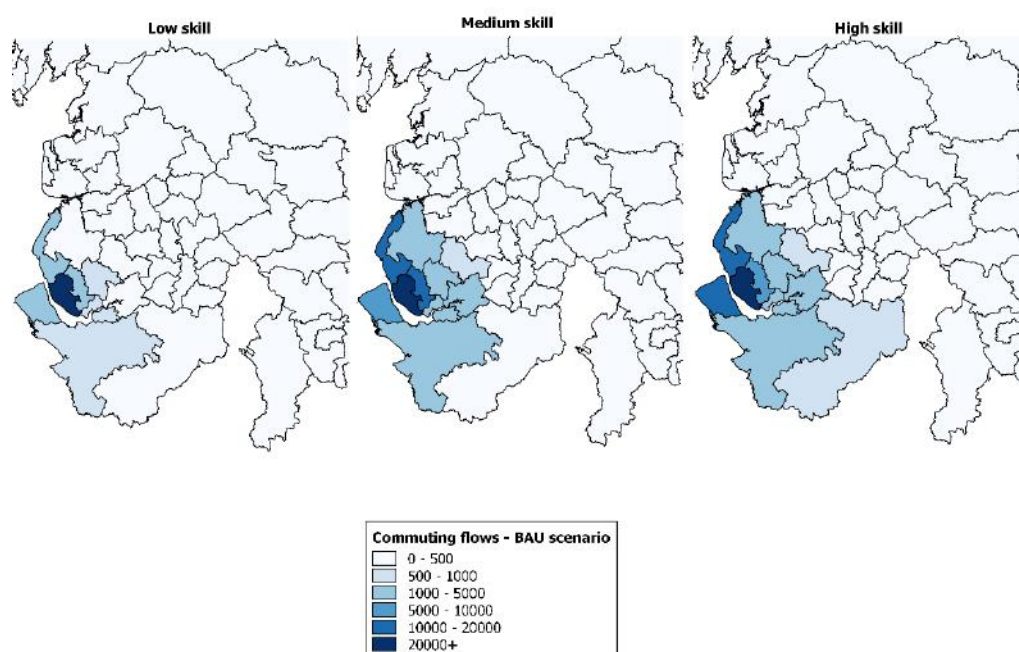 Low skill
Medium skill
High skill
Commuting flows - BAU scenario
0 - 500
500 - 1000
1000 - 5000
5000 - 10000
10000 - 20000
20000+